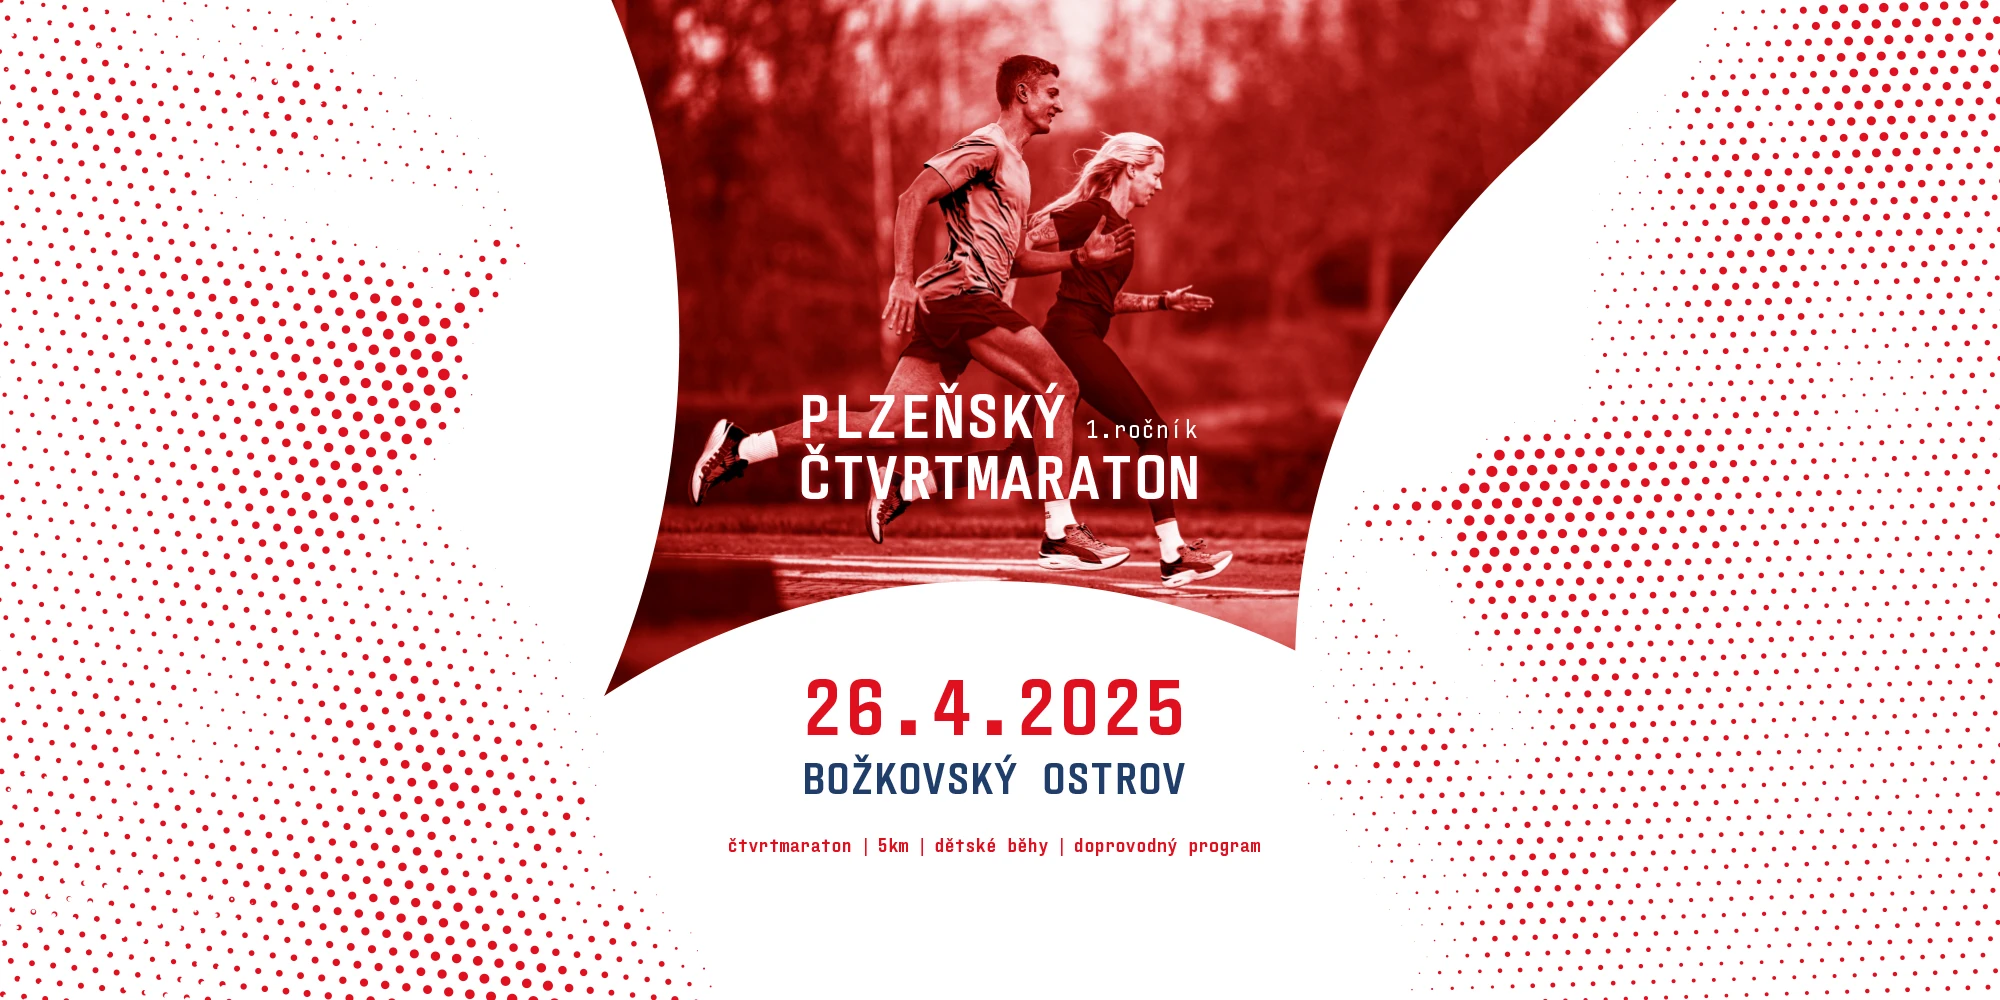 PLZEŇSKÝ 1.ročník
ČTVRTMARATON
26.4.2025
BOŽKOVSKÝ OSTROV
čtvrtmaraton | 5km | dětské běhy | doprovodný program